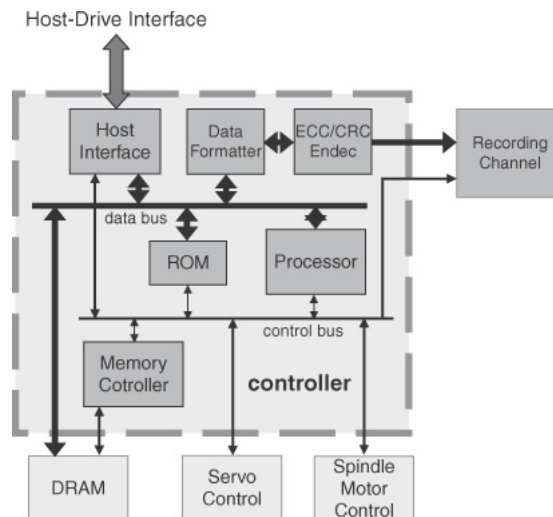 Host-Drive Interface
Host
Interface
Data
Formatter
ECC/CRC
Endec
Recording
Channel
data bus
ROM
Processor
control bus
Memory
Cotroller
controller
DRAM
Servo
Control
Spindle
Motor
Control